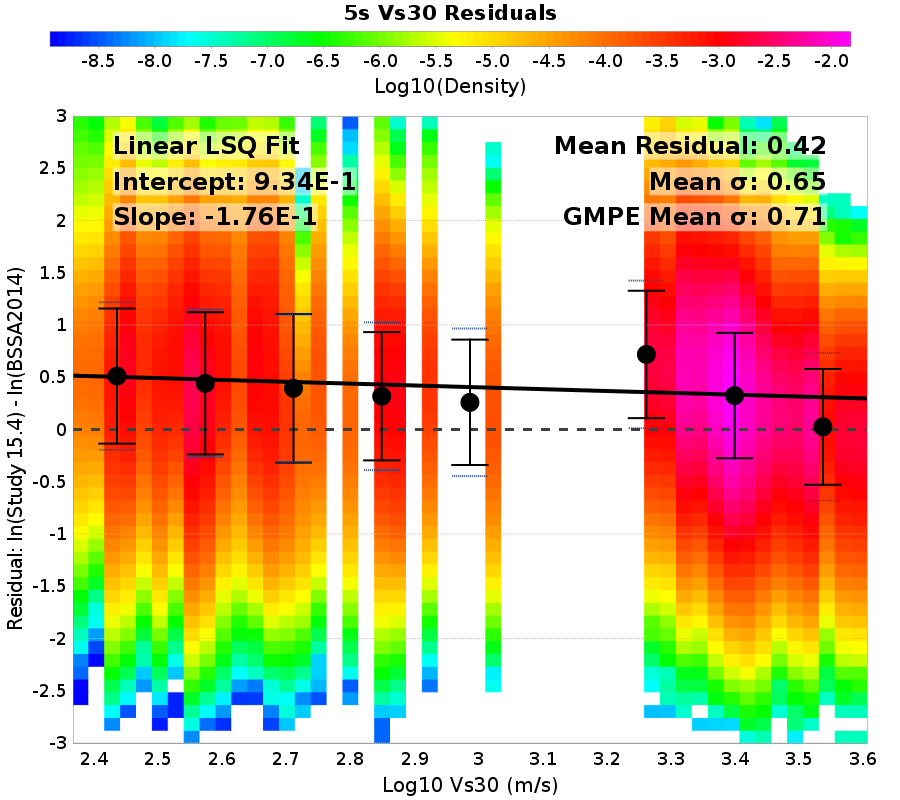 5s Vs30 Residuals
-8.5 -8.0 -7.5 -7.0 -6.5 -6.0 -5.5 -5.0 -4.5 -4.0 -3.5 -3.0 -2.5 -2.0
Log10(Density)
Linear LSQ Fit
Intercept: 9.34E-1
Slope: -1.76E-1
Mean Residual: 0.42
Mean σ: 0.65
GMPE Mean σ: 0.71
Residual: ln(Study 15.4) - ln(BSSA2014)
3
2.5
2
1.5
1
0.5
0
-0.5
-1
-1.5
-2
-2.5
-3
2.4 2.5 2.6 2.7 2.8 2.9 3 3.1 3.2 3.3 3.4 3.5 3.6
Log10 Vs30 (m/s)